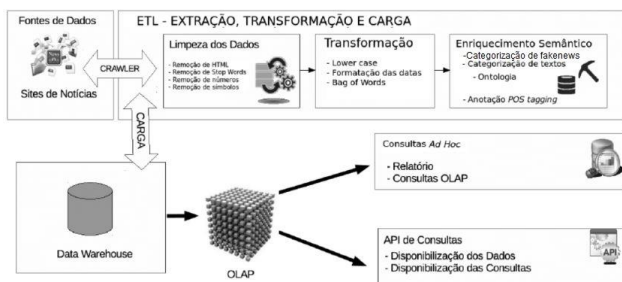 Fontes de Dados
Sites de Notícias
CRAWLER
ETL - EXTRAÇÃO, TRANSFORMAÇÃO E CARGA
Limpeza dos Dados
- Remoção de HTML
- Remoção de Stop Words
- Remoção de números
- Remoção de símbolos
Transformação
- Lower case
- Formatação das datas
- Bag of Words
Enriquecimento Semântico
- Categorização de fakenews
- Categorização de textos
- Ontologia
- Anotação POS tagging
CARGA
Data Warehouse
OLAP
Consultas Ad Hoc
- Relatório
- Consultas OLAP
API de Consultas
- Disponibilização dos Dados
- Disponibilização das Consultas
API